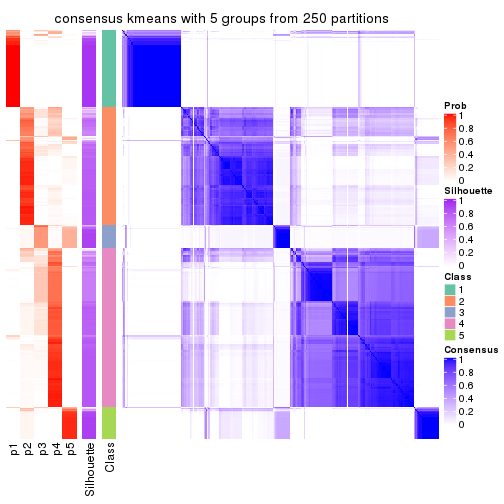 consensus kmeans with 5 groups from 250 partitions
Prob
1
0.8
0.6
0.4
0.2
0
Silhouette
1
0.8
0.6
0.4
0.2
0
Class
1
2
3
4
5
Consensus
1
0.8
0.6
0.4
0.2
0
p1
p2
p3
p4
p5
Silhouette
Class